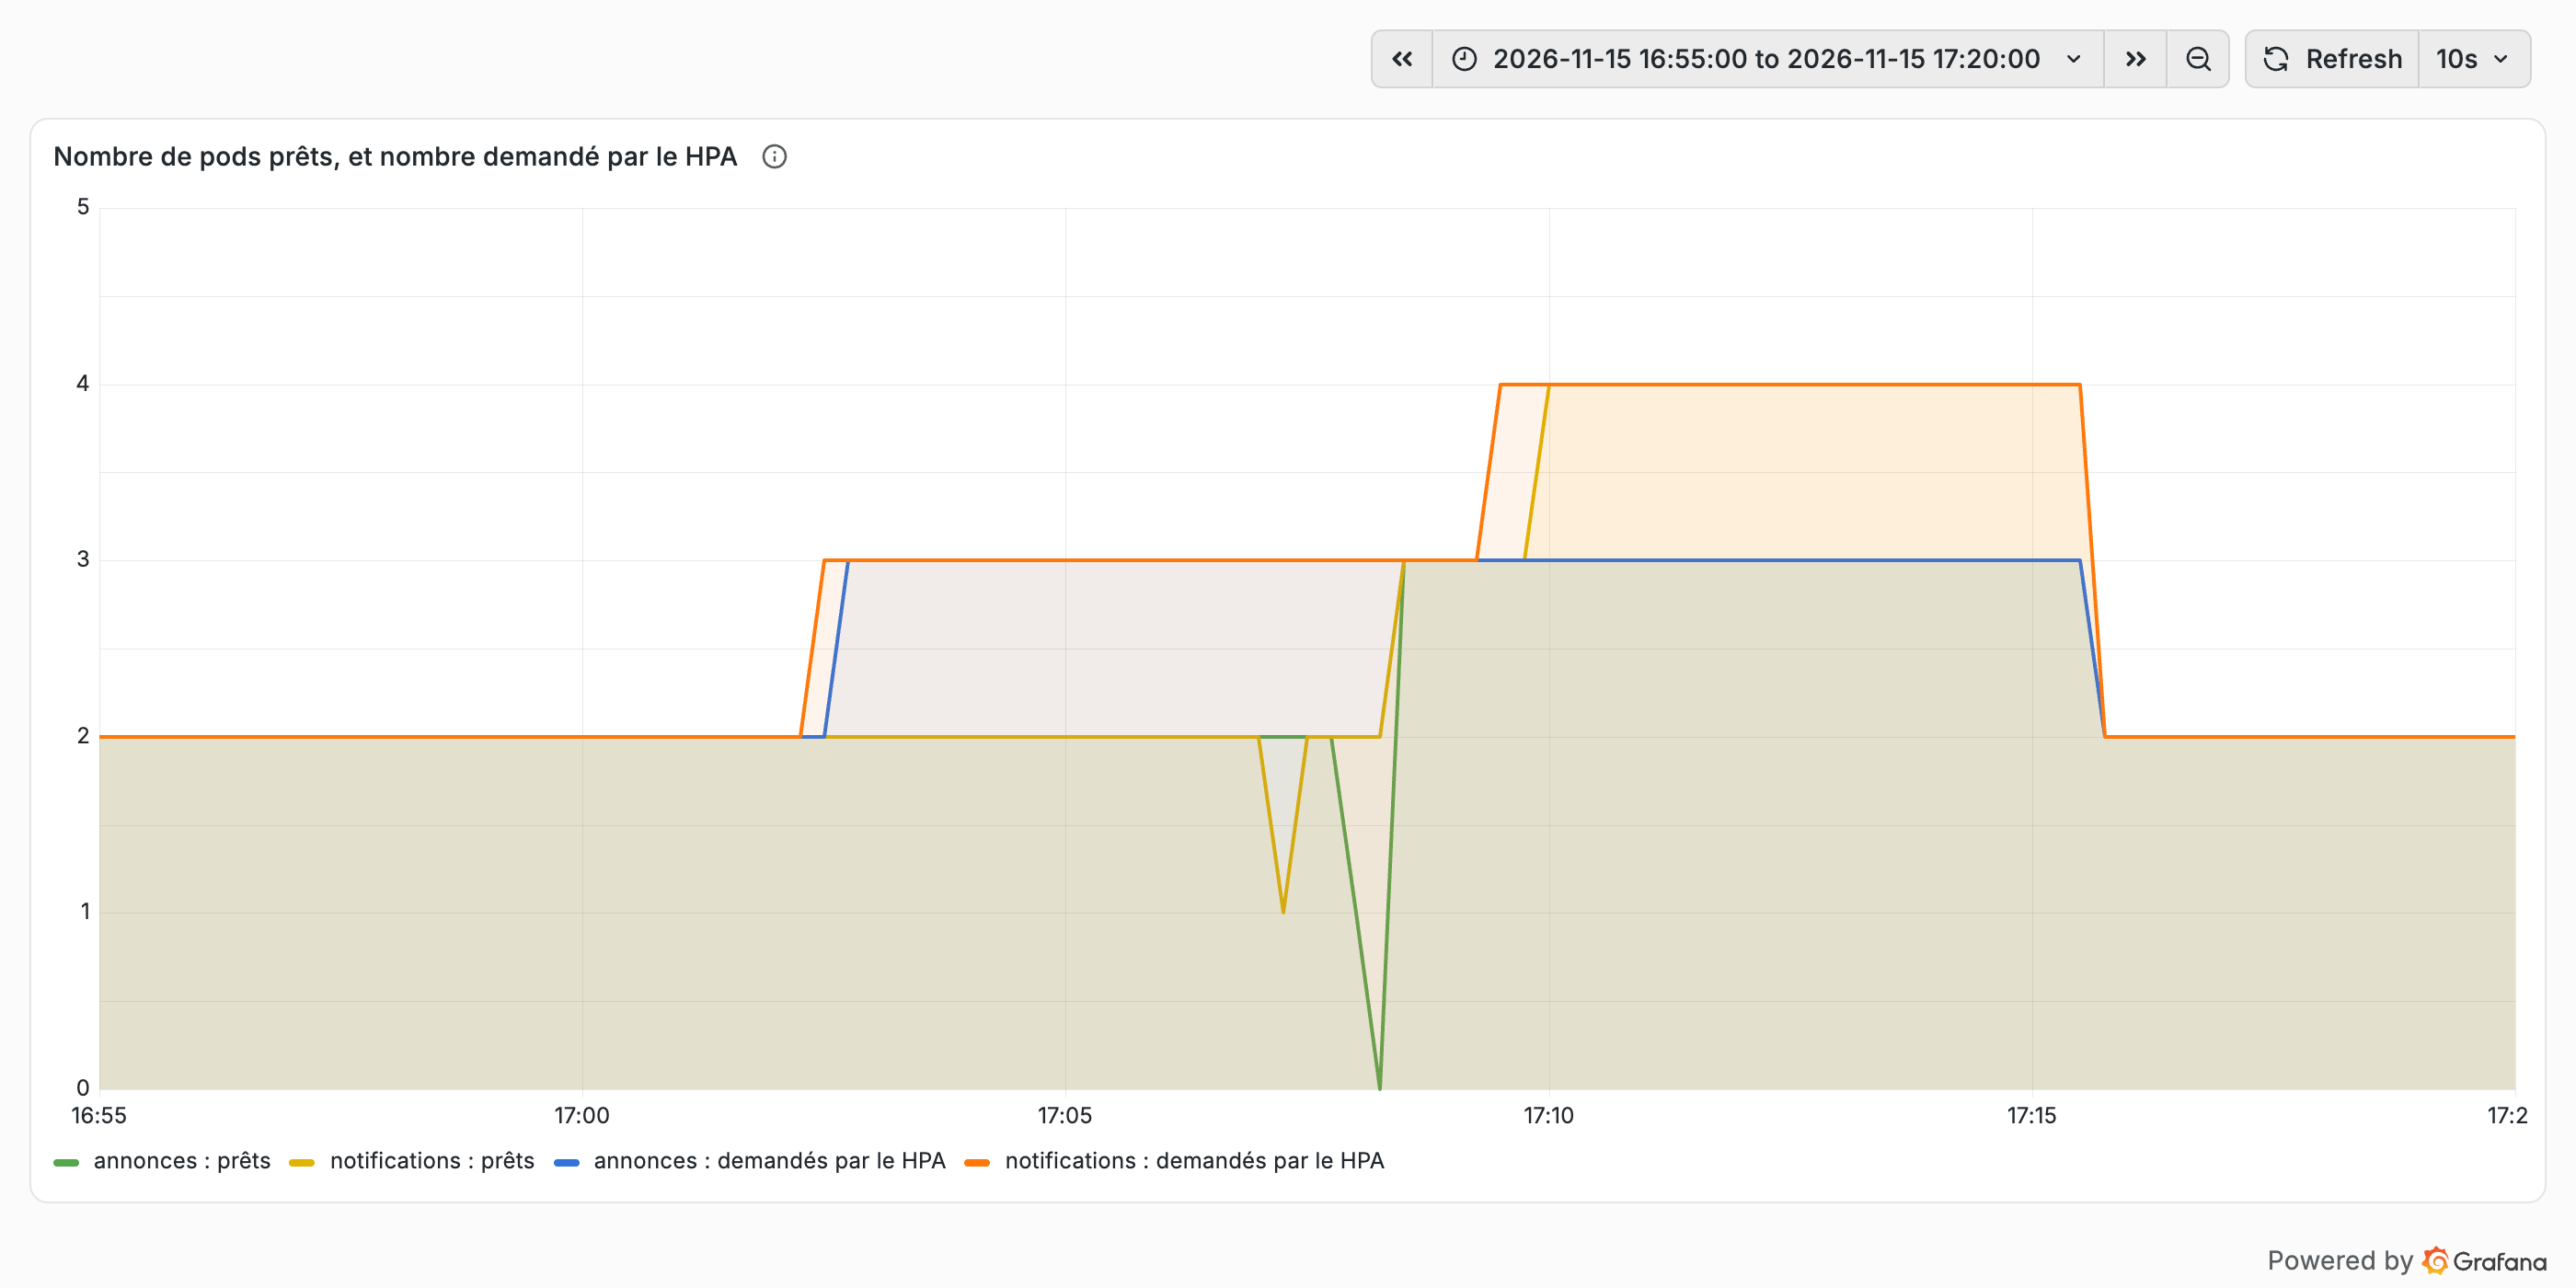 2026-11-15 16:55:00 to 2026-11-15 17:20:00
Refresh
10s
Nombre de pods prêts, et nombre demandé par le HPA
5
4
3
2
1
0
16:55
17:00
17:05
17:10
17:15
17:2
annonces : prêts
notifications : prêts
annonces : demandés par le HPA
notifications : demandés par le HPA
Powered by Grafana